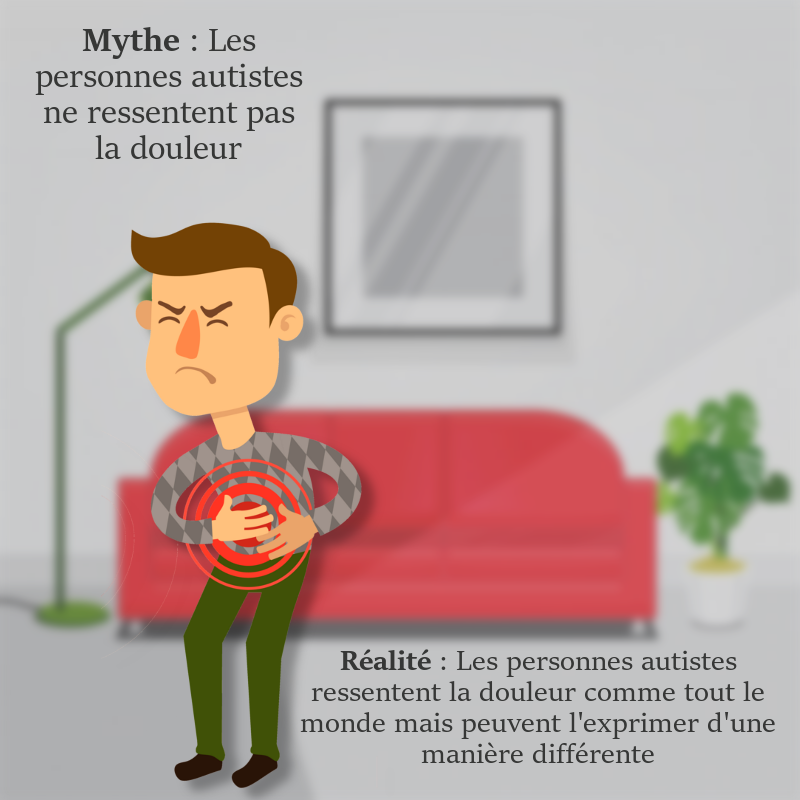 Mythe : Les
personnes autistes
ne ressentent pas
la douleur
Réalité : Les personnes autistes
ressentent la douleur comme tout le
monde mais peuvent l'exprimer d'une
manière différente